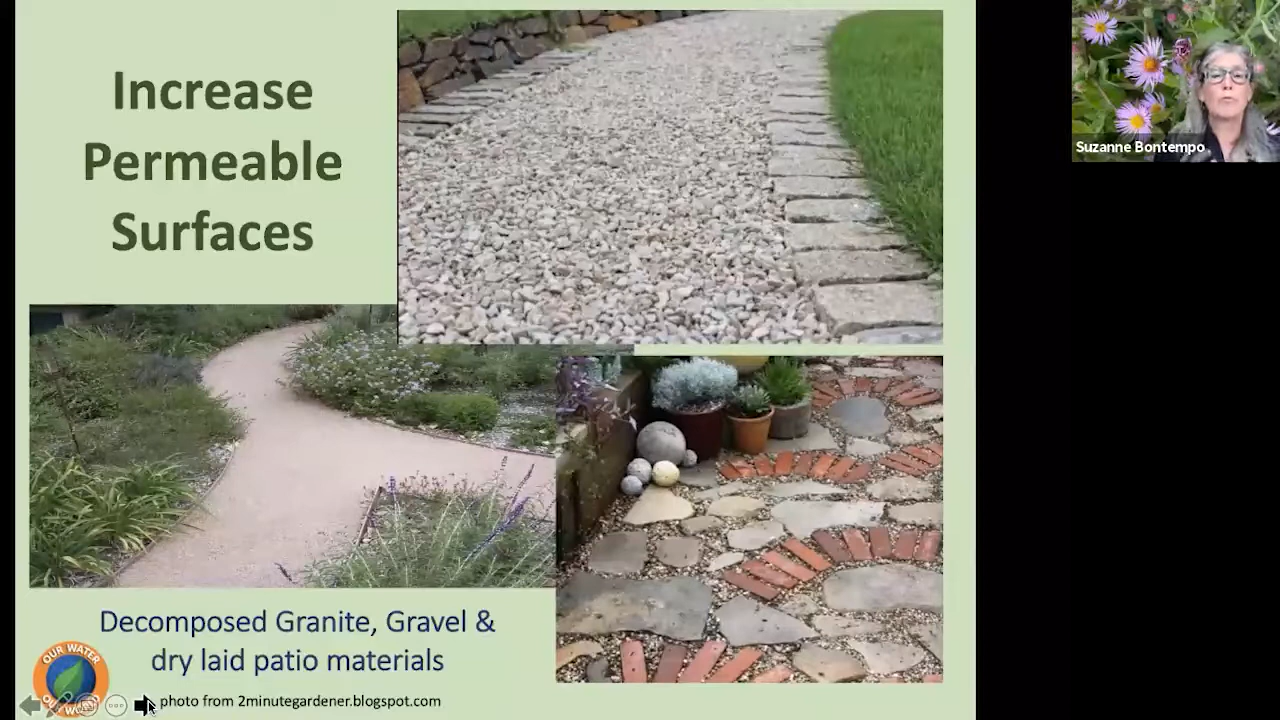 Increase
Permeable
Surfaces
Suzanne Bontempo
Decomposed Granite, Gravel &
dry laid patio materials
OUR WATER
photo from 2minutegardener.blogspot.com